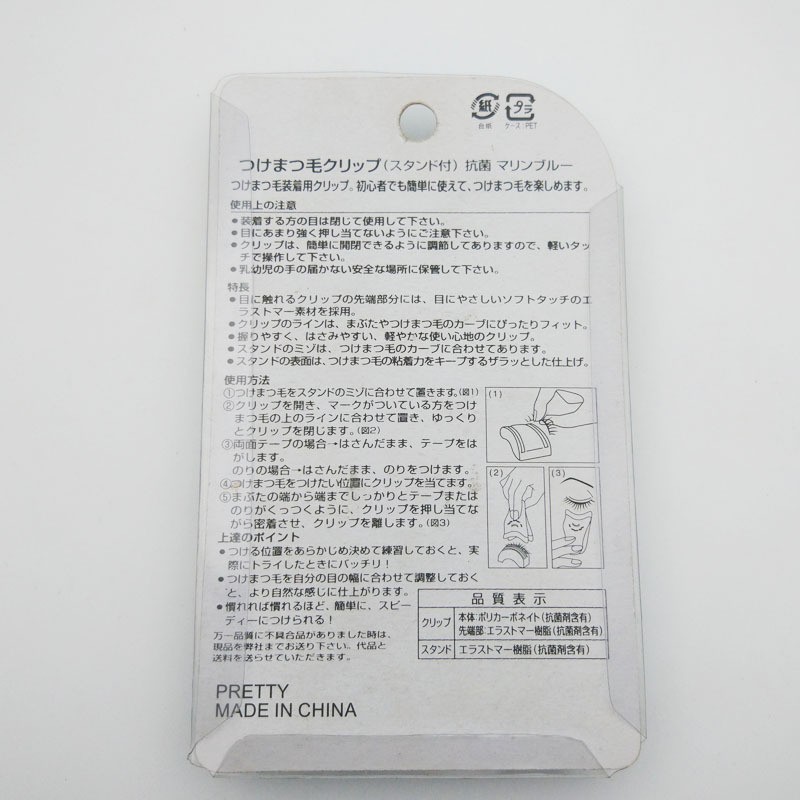 紙
プラ
台紙
ケース:PET
つけまつ毛クリップ(スタンド付) 抗菌 マリンブルー
つけまつ毛装着用クリップ。初心者でも簡単に使えて、つけまつ毛を楽しめます。
使用上の注意
●装着する方の目は閉じて使用して下さい。
●目にあまり強く押し当てないようにご注意下さい。
●クリップは、簡単に開閉できるように調節してありますので、軽いタッ
チで操作して下さい。
●乳幼児の手の届かない安全な場所に保管して下さい。
特長
●目に触れるクリップの先端部分には、目にやさしいソフトタッチのエ
ラストマー素材を採用。
●クリップのラインは、まぶたやつけまつ毛のカーブにぴったりフィット。
●握りやすく、はさみやすい、軽やかな使い心地のクリップ。
●スタンドのミゾは、つけまつ毛のカーブに合わせてあります。
●スタンドの表面は、つけまつ毛の粘着力をキープするザラッとした仕上げ。
使用方法
①つけまつ毛をスタンドのミゾに合わせて置きます。(図1)
②クリップを開き、マークがついている方をつけ
まつ毛の上のラインに合わせて置き、ゆっくり
とクリップを閉じます。(図2)
③両面テープの場合→はさんだまま、テープをは
がします。
のりの場合→はさんだまま、のりをつけます。
④つけまつ毛をつけたい位置にクリップを当てます。
⑤まぶたの端から端までしっかりとテープまたは
のりがくっつくように、クリップを押し当てな
がら密着させ、クリップを離します。(図3)
(1)
(2)
(3)
上達のポイント
●つける位置をあらかじめ決めて練習しておくと、実
際にトライしたときにバッチリ!
●つけまつ毛を自分の目の幅に合わせて調整しておく
と、より自然な感じに仕上がります。
●慣れれば慣れるほど、簡単に、スピー
ディーにつけられる!
万一品質に不具合品がありました時は、
現品を弊社までお送り下さい。代品と
送料を送らせていただきます。
品質表示
クリップ 本体:ポリカーボネイト(抗菌剤含有)
先端部:エラストマー樹脂(抗菌剤含有)
スタンド エラストマー樹脂(抗菌剤含有)
PRETTY
MADE IN CHINA